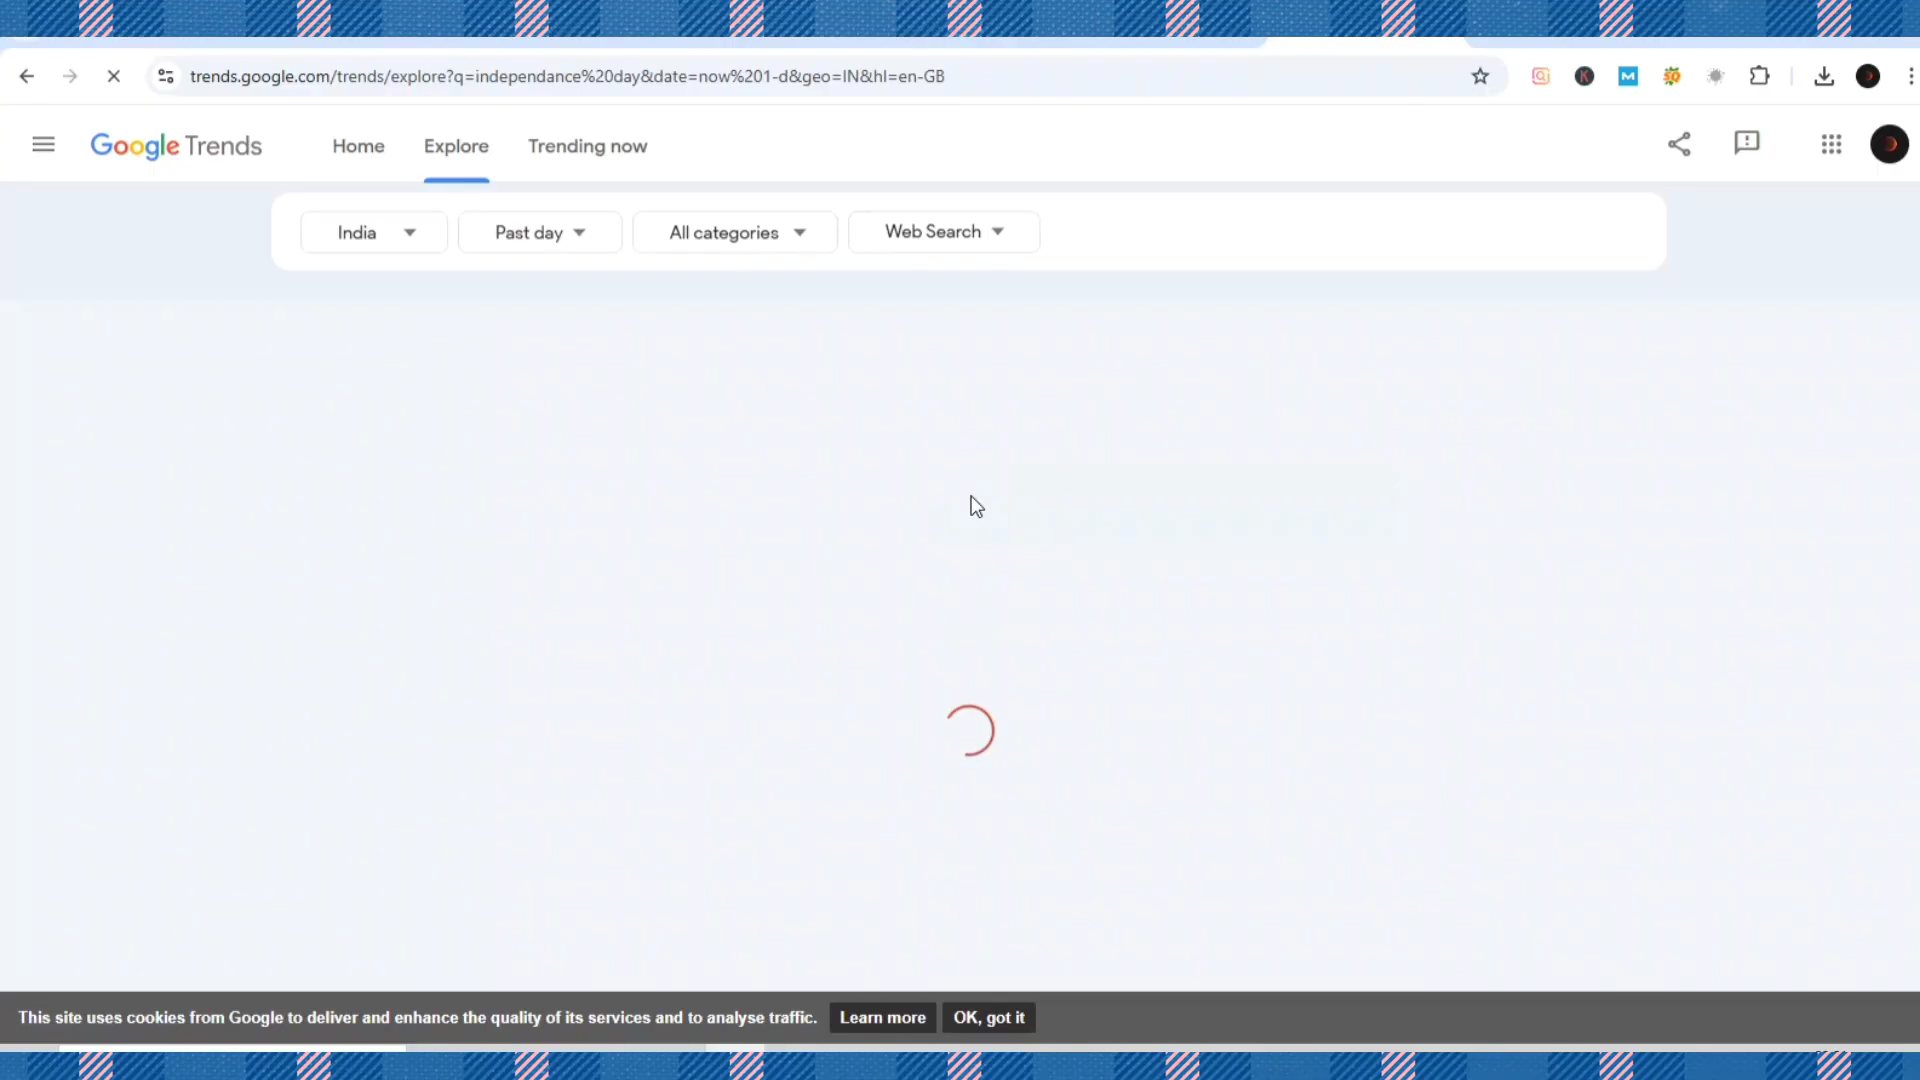 trends.google.com/trends/explore?q=independance%20day&date=now%201-d&geo=IN&hl=en-GB
Google Trends
Home
Explore
Trending now
India
Past day
All categories
Web Search
This site uses cookies from Google to deliver and enhance the quality of its services and to analyse traffic.
Learn more
OK, got it